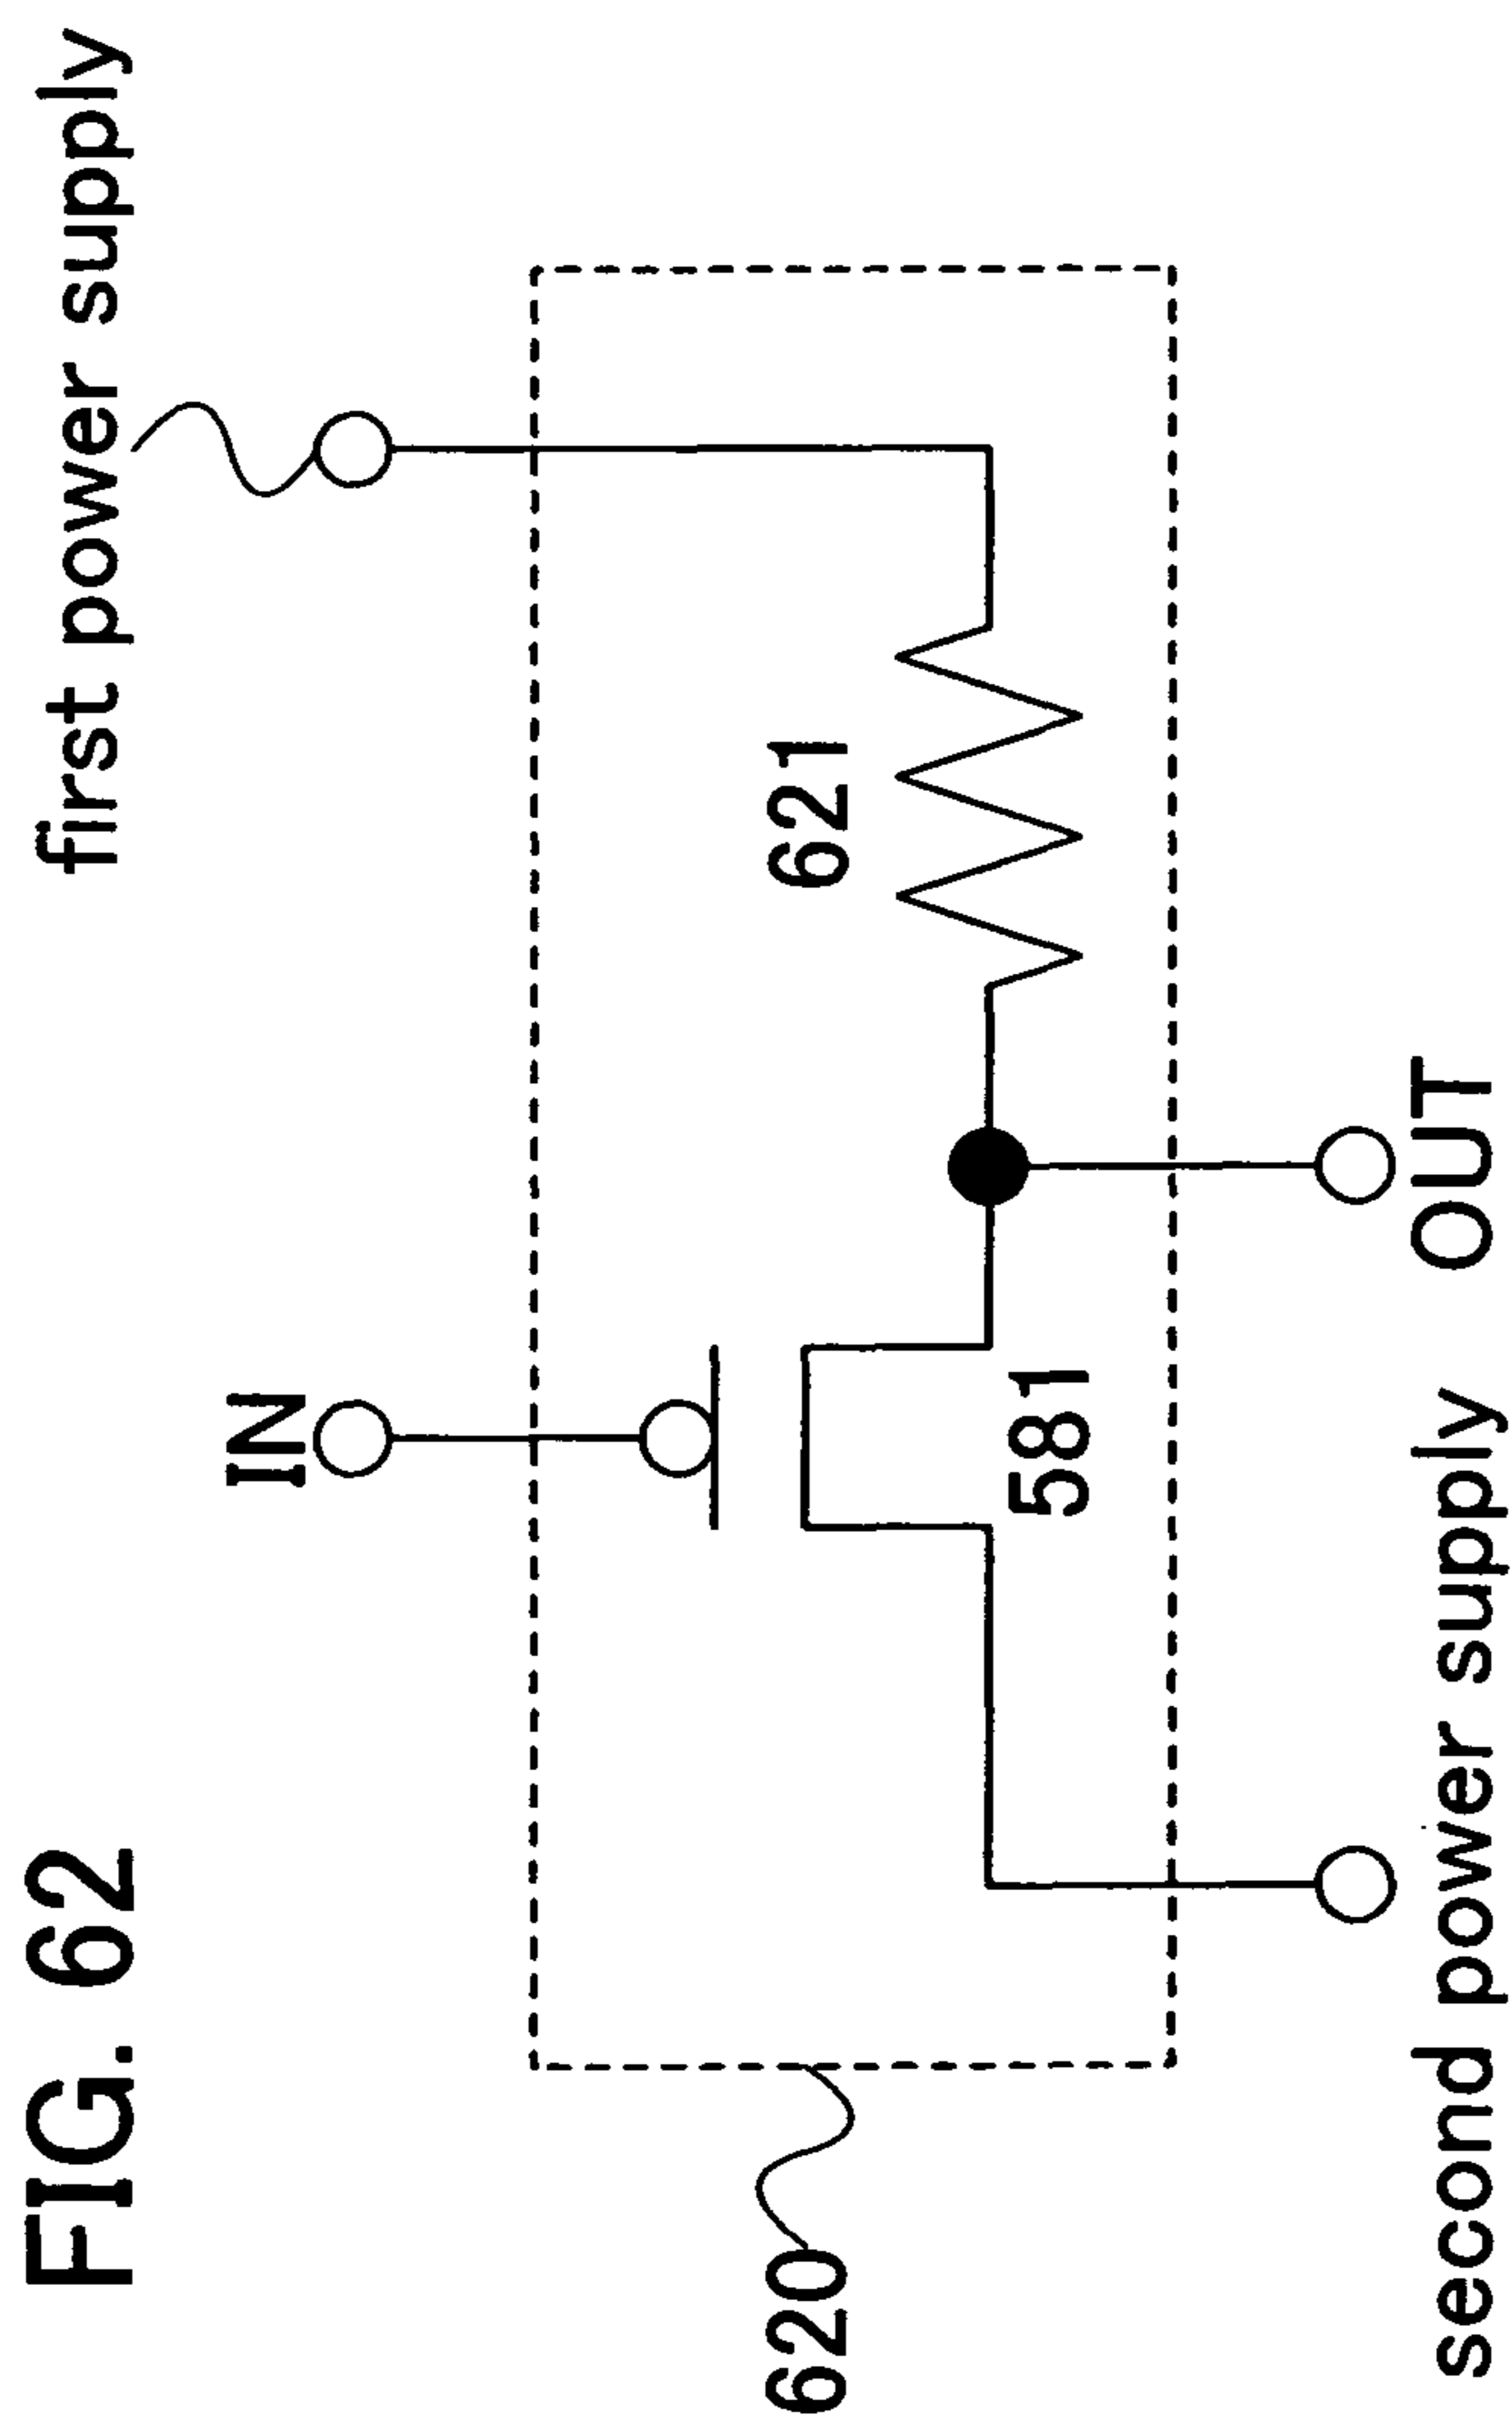 FIG. 62
first power supply
IN
620
621
581
OUT
second power supply